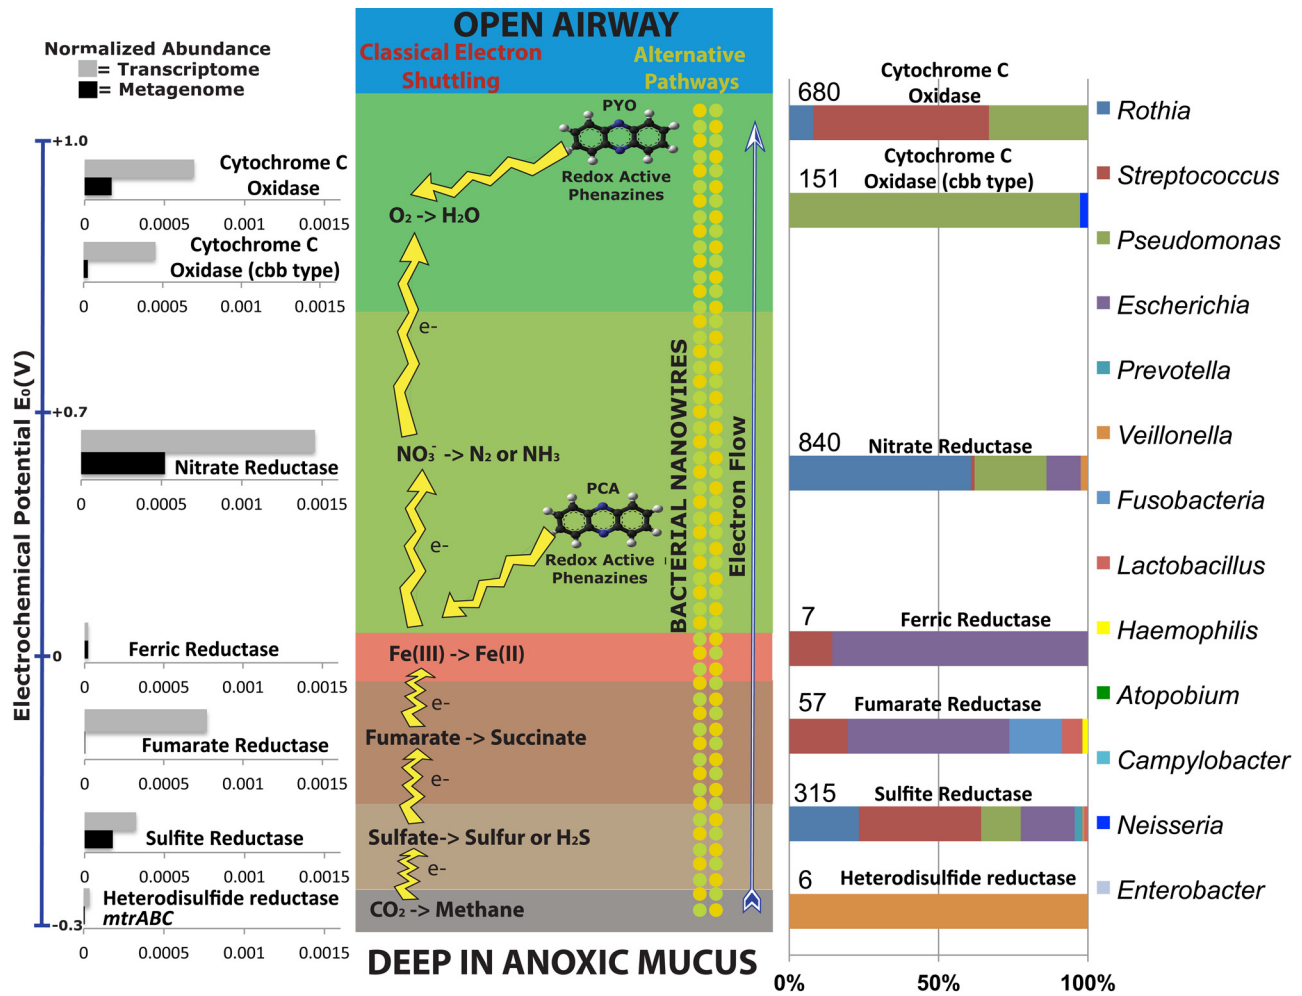 OPEN AIRWAY
Classical Electron
Shuttling
Alternative
Pathways
Normalized Abundance
= Transcriptome
= Metagenome
Electrochemical Potential E₀(V)
+1.0
+0.7
0
-0.3
Cytochrome C
Oxidase
0 0.0005 0.001 0.0015
Cytochrome C
Oxidase (cbb type)
0 0.0005 0.001 0.0015
Nitrate Reductase
0 0.0005 0.001 0.0015
Ferric Reductase
0 0.0005 0.001 0.0015
Fumarate Reductase
0 0.0005 0.001 0.0015
Sulfite Reductase
0 0.0005 0.001 0.0015
Heterodisulfide reductase
mtrABC
0 0.0005 0.001 0.0015
PYO
Redox Active
Phenazines
O₂ -> H₂O
e-
NO₃⁻ -> N₂ or NH₃
PCA
Redox Active
Phenazines
e-
Fe(III) -> Fe(II)
e-
Fumarate -> Succinate
e-
Sulfate-> Sulfur or H₂S
e-
CO₂ -> Methane
BACTERIAL NANOWIRES
Electron Flow
DEEP IN ANOXIC MUCUS
680
Cytochrome C
Oxidase
151
Cytochrome C
Oxidase (cbb type)
840
Nitrate Reductase
7
Ferric Reductase
57
Fumarate Reductase
315
Sulfite Reductase
6
Heterodisulfide reductase
0% 50% 100%
Rothia
Streptococcus
Pseudomonas
Escherichia
Prevotella
Veillonella
Fusobacteria
Lactobacillus
Haemophilis
Atopobium
Campylobacter
Neisseria
Enterobacter